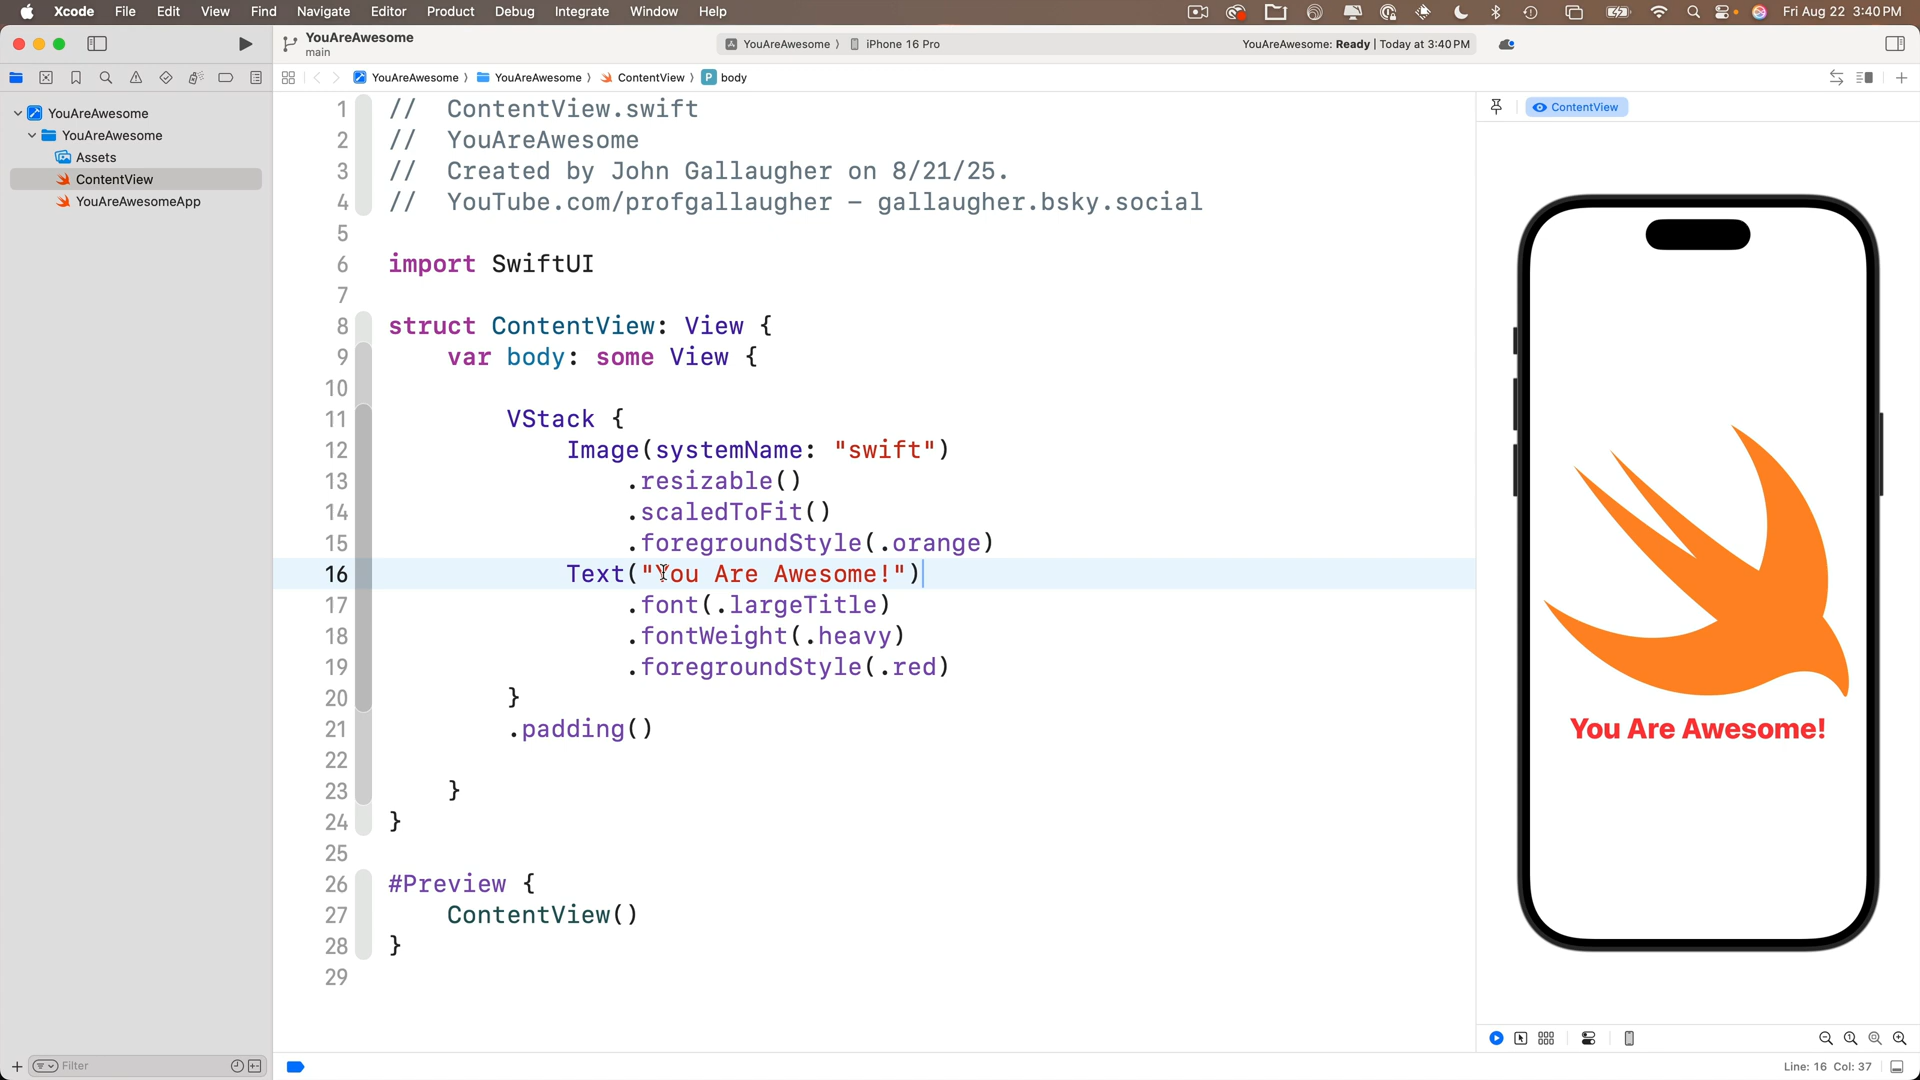 Xcode File Edit View Find Navigate Editor Product Debug Integrate Window Help Fri Aug 22 3:40 PM
YouAreAwesome
main
YouAreAwesome 〉 iPhone 16 Pro
YouAreAwesome: Ready | Today at 3:40 PM
YouAreAwesome 〉 YouAreAwesome 〉 ContentView 〉 P body
YouAreAwesome
YouAreAwesome
Assets
ContentView
YouAreAwesomeApp
Filter
1 //  ContentView.swift
2 //  YouAreAwesome
3 //  Created by John Gallaugher on 8/21/25.
4 //  YouTube.com/profgallaugher – gallaugher.bsky.social
5
6 import SwiftUI
7
8 struct ContentView: View {
9     var body: some View {
10
11         VStack {
12             Image(systemName: "swift")
13                 .resizable()
14                 .scaledToFit()
15                 .foregroundStyle(.orange)
16             Text("You Are Awesome!")
17                 .font(.largeTitle)
18                 .fontWeight(.heavy)
19                 .foregroundStyle(.red)
20         }
21         .padding()
22
23     }
24 }
25
26 #Preview {
27     ContentView()
28 }
29
ContentView
You Are Awesome!
Line: 16 Col: 37